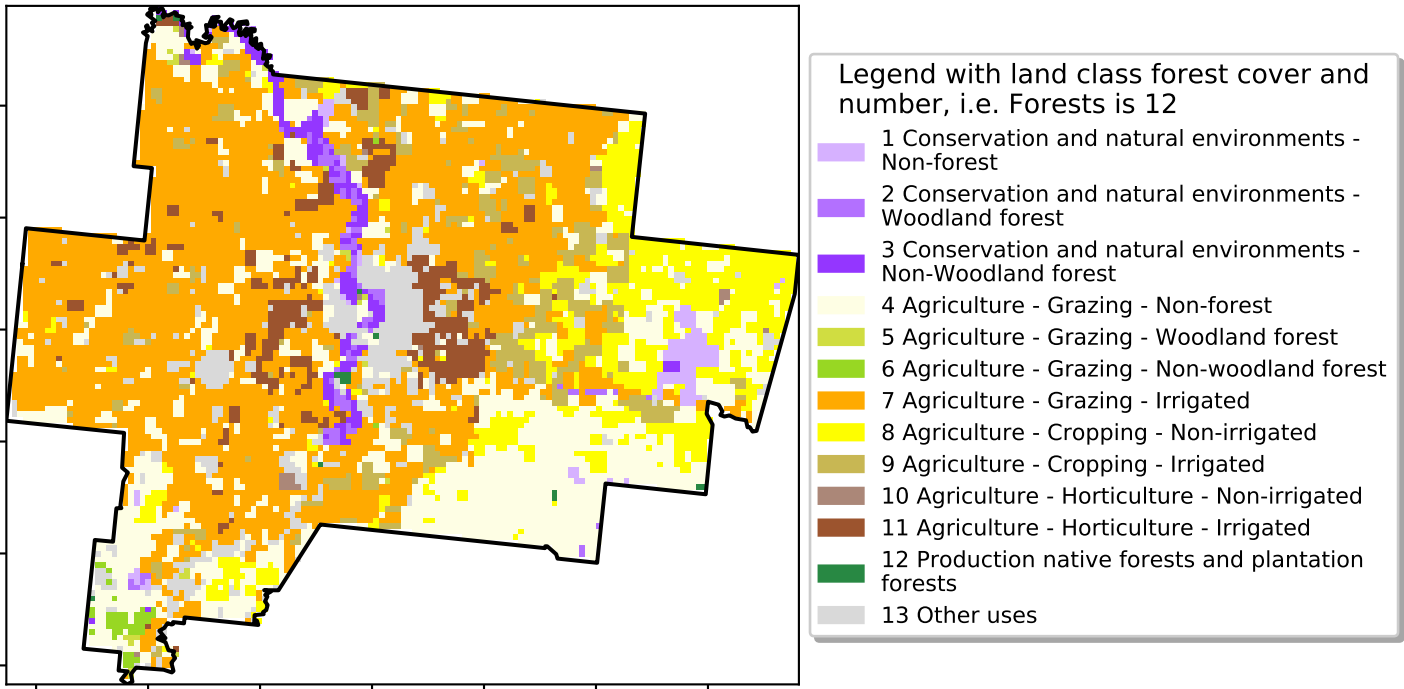 Legend with land class forest cover and
number, i.e. Forests is 12
1 Conservation and natural environments -
Non-forest
2 Conservation and natural environments -
Woodland forest
3 Conservation and natural environments -
Non-Woodland forest
4 Agriculture - Grazing - Non-forest
5 Agriculture - Grazing - Woodland forest
6 Agriculture - Grazing - Non-woodland forest
7 Agriculture - Grazing - Irrigated
8 Agriculture - Cropping - Non-irrigated
9 Agriculture - Cropping - Irrigated
10 Agriculture - Horticulture - Non-irrigated
11 Agriculture - Horticulture - Irrigated
12 Production native forests and plantation
forests
13 Other uses